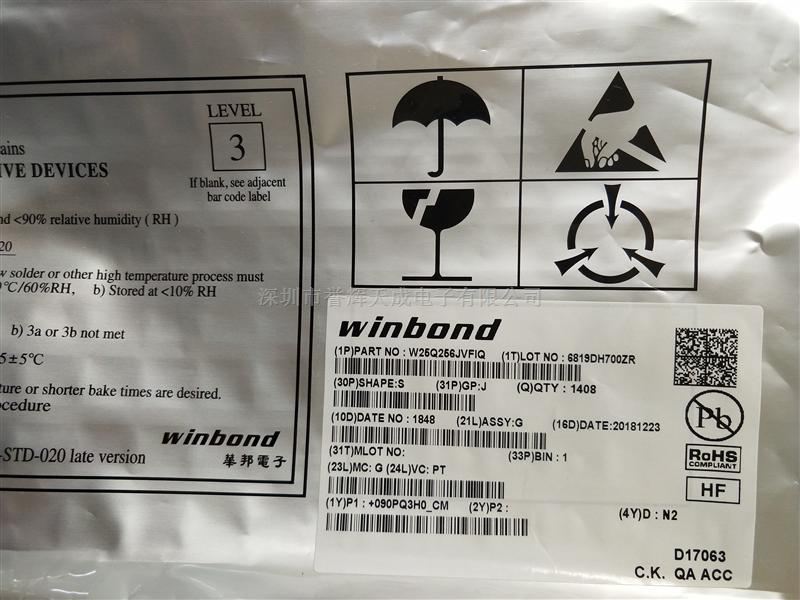 LEVEL
3
If blank, see adjacent
bar code label
ains
IVE DEVICES
nd <90% relative humidity ( RH )
20
w solder or other high temperature process must
°C/60%RH, b) Stored at <10% RH
b) 3a or 3b not met
5±5°C
ture or shorter bake times are desired.
ocedure
winbond
華邦電子
-STD-020 late version
深圳市誉辉天成电子有限公司
winbond
(1P)PART NO : W25Q256JVFIQ (1T)LOT NO : 6819DH700ZR
(30P)SHAPE:S (31P)GP:J (Q)QTY : 1408
(10D)DATE NO : 1848 (21L)ASSY:G (16D)DATE:20181223
(31T)MLOT NO: (33P)BIN : 1
(23L)MC: G (24L)VC: PT
(1Y)P1 : +090PQ3H0_CM (2Y)P2 : (4Y)D : N2
Pb
RoHS
COMPLIANT
HF
D17063
C.K. QA ACC